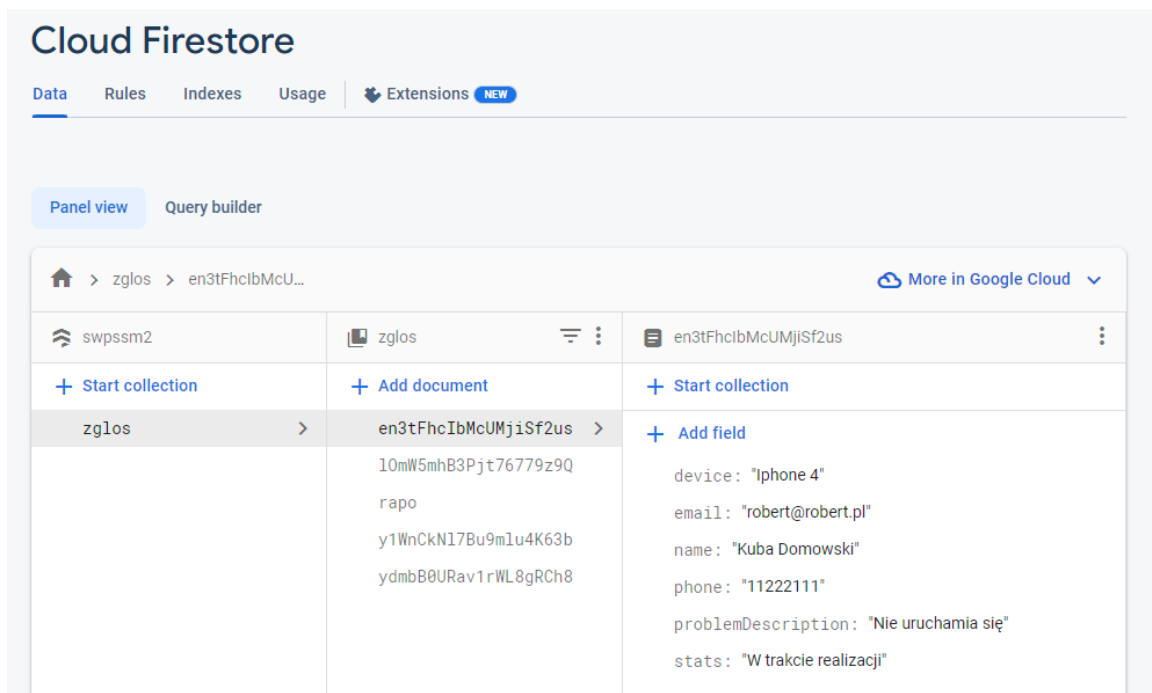 Cloud Firestore
Data Rules Indexes Usage Extensions NEW
Panel view Query builder
zglos > en3tFhcIbMcU... More in Google Cloud
swpssm2 zglos en3tFhcIbMcUMjiSf2us
+ Start collection + Add document + Start collection
zglos > en3tFhcIbMcUMjiSf2us > + Add field
lOmW5mhB3Pjt76779z9Q
device: "Iphone 4"
rapo
email: "robert@robert.pl"
y1WnCkNl7Bu9mlu4K63b
name: "Kuba Domowski"
ydmbB0URav1rWL8gRCh8
phone: "11222111"
problemDescription: "Nie uruchamia się"
stats: "W trakcie realizacji"